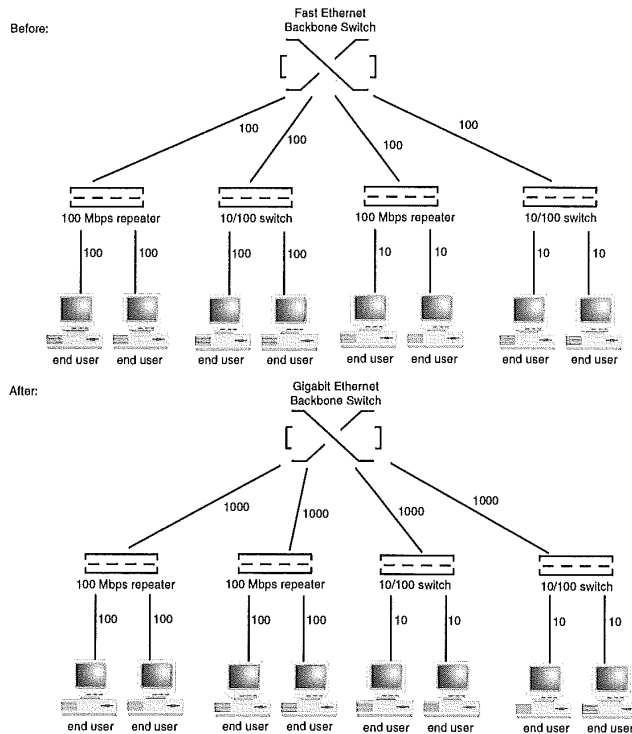 Before:
Fast Ethernet
Backbone Switch
100
100
100
100
100 Mbps repeater
10/100 switch
100 Mbps repeater
10/100 switch
100
100
100
100
10
10
10
10
end user
end user
end user
end user
end user
end user
end user
end user
After:
Gigabit Ethernet
Backbone Switch
1000
1000
1000
1000
100 Mbps repeater
100 Mbps repeater
10/100 switch
10/100 switch
100
100
100
100
10
10
10
10
end user
end user
end user
end user
end user
end user
end user
end user